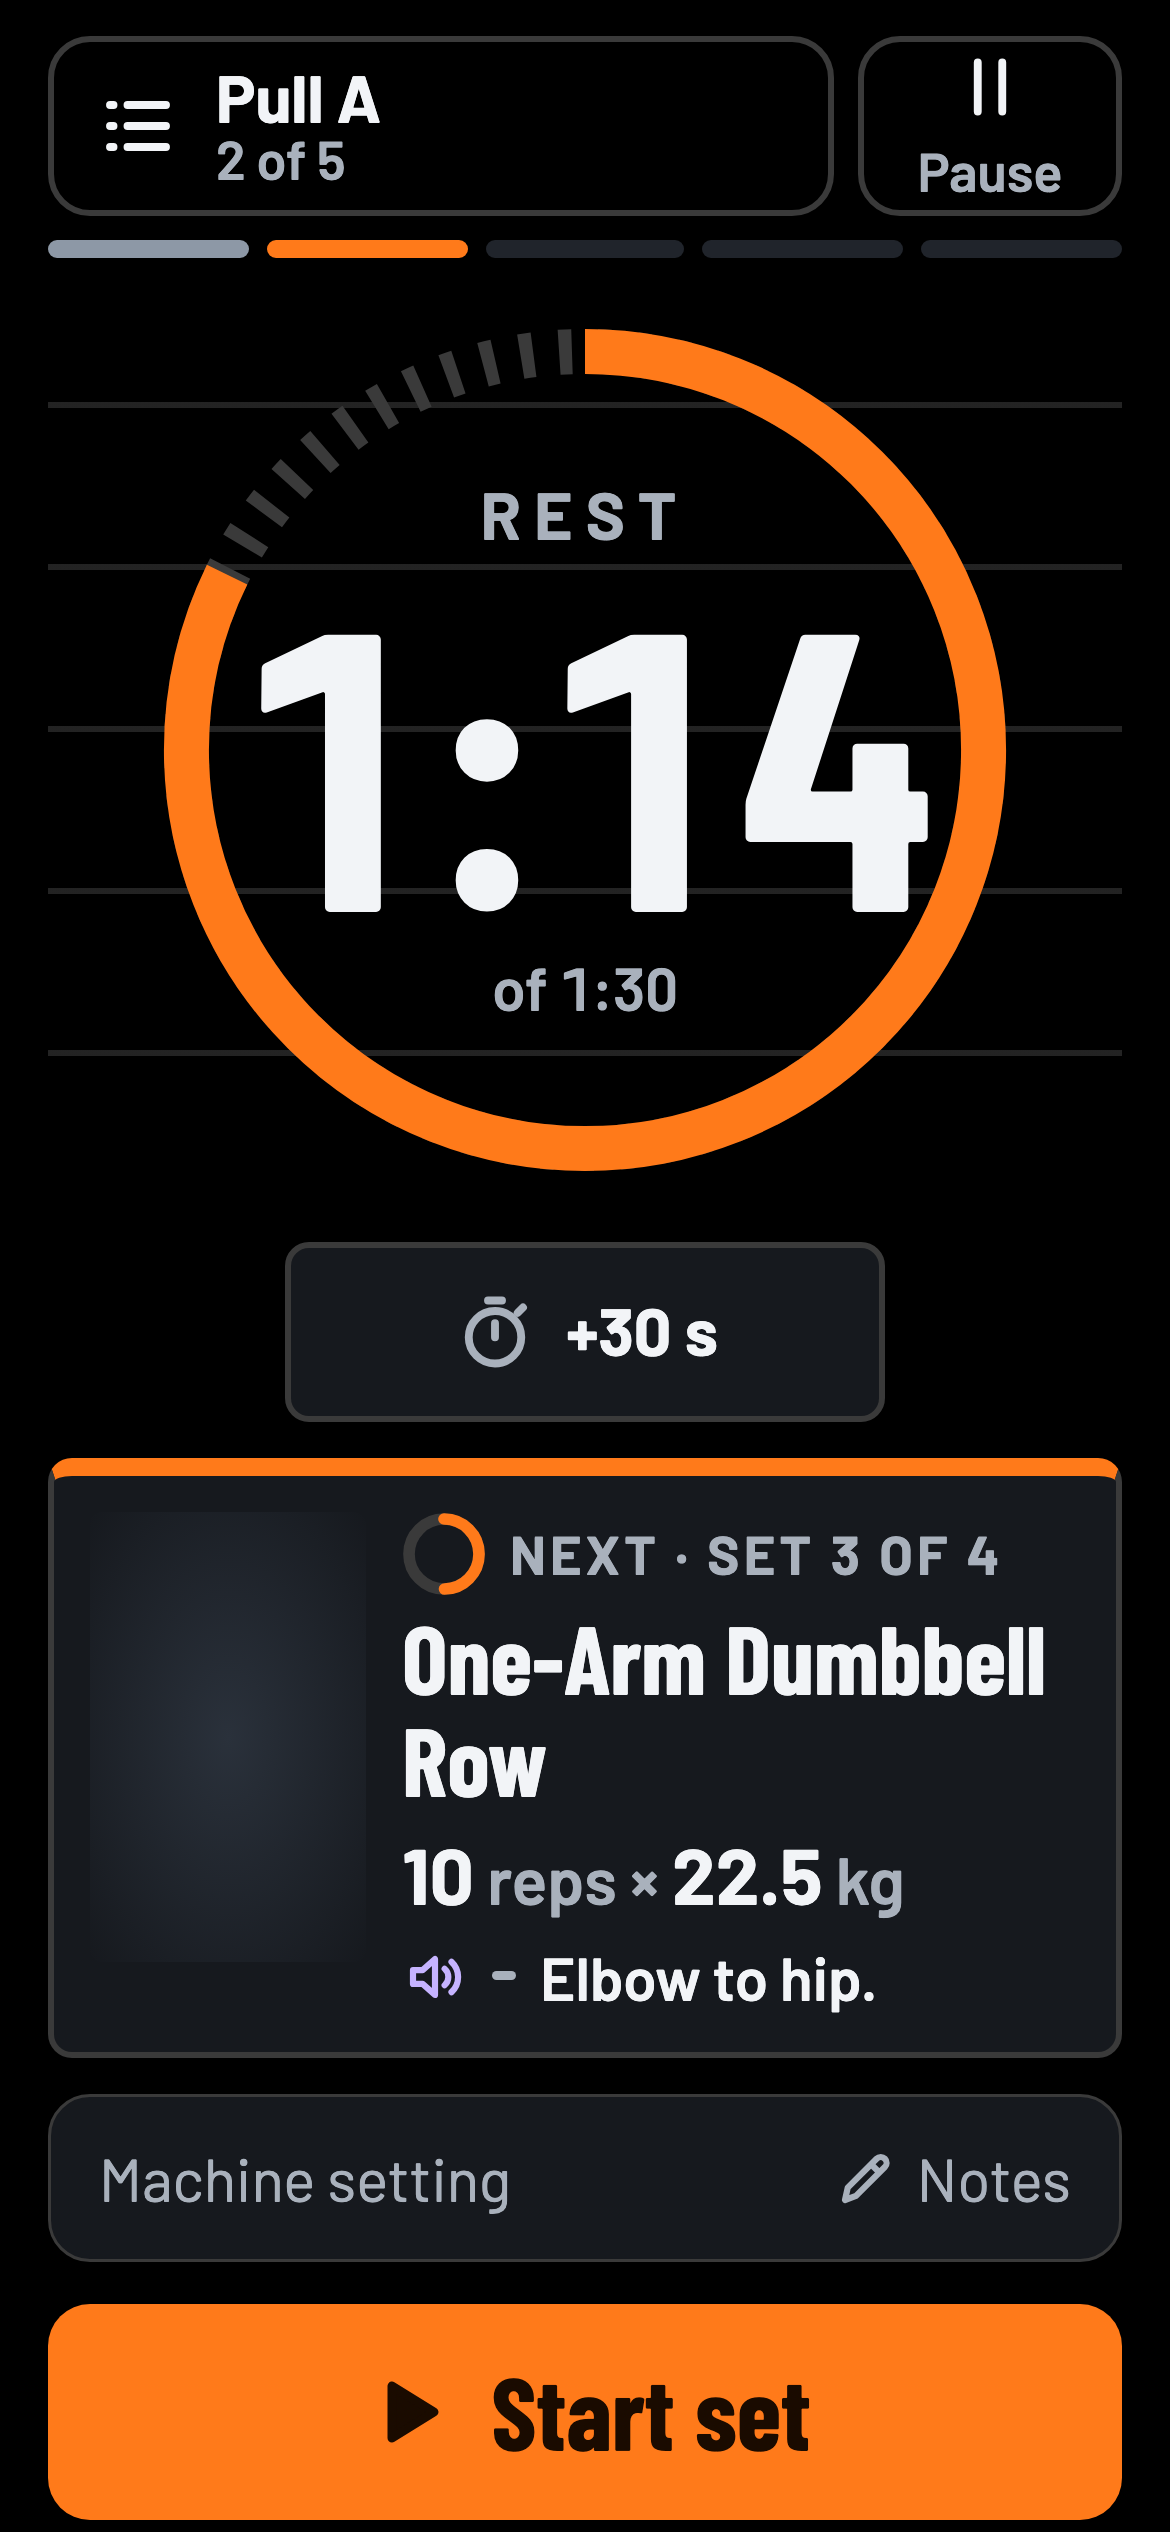 Pull A
2 of 5
Pause
REST
1:14
of 1:30
+30 s
NEXT · SET 3 OF 4
One-Arm Dumbbell
Row
10 reps × 22.5 kg
- Elbow to hip.
Machine setting
Notes
Start set